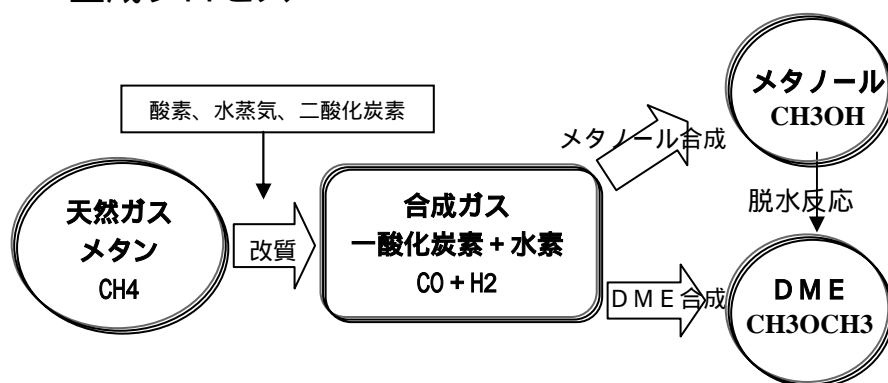 酸素、水蒸気、二酸化炭素
天然ガス
メタン
CH4
改質
合成ガス
一酸化炭素+水素
CO+H2
メタノール合成
ＤＭＥ合成
メタノール
CH3OH
脱水反応
ＤＭＥ
CH3OCH3